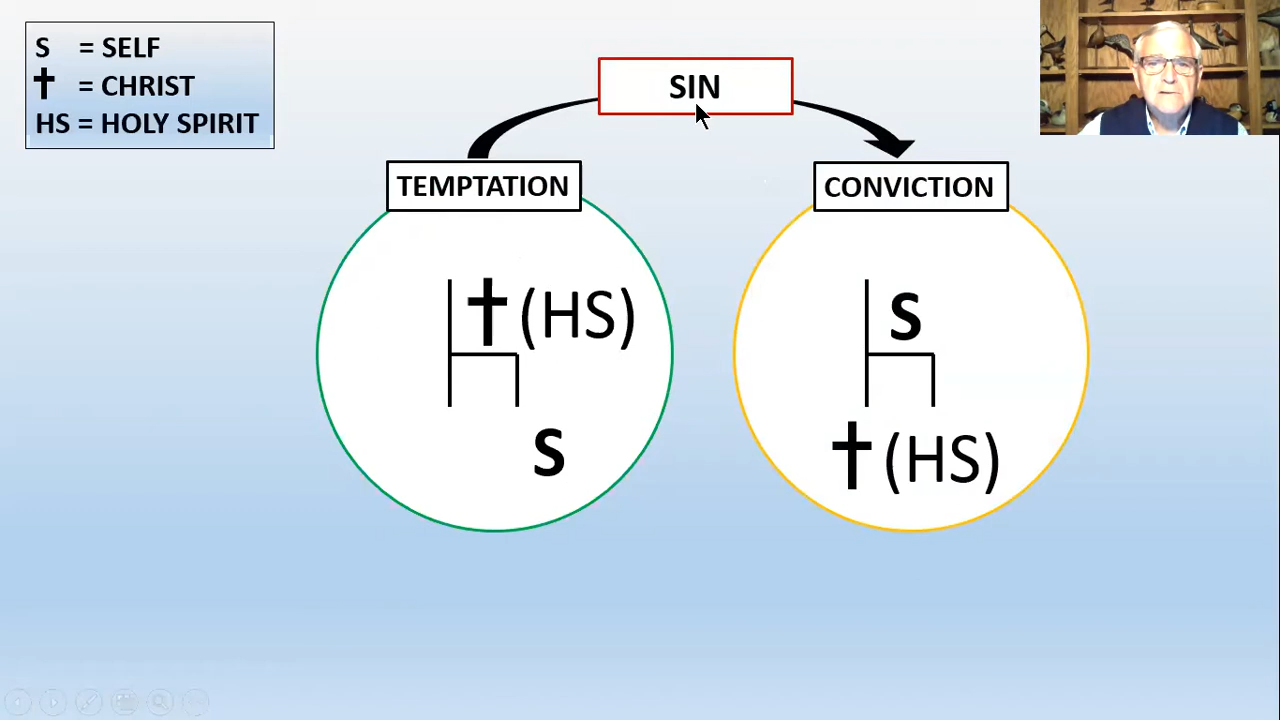 S = SELF
✝ = CHRIST
HS = HOLY SPIRIT
SIN
TEMPTATION
CONVICTION
✝ (HS)
S
S
✝ (HS)